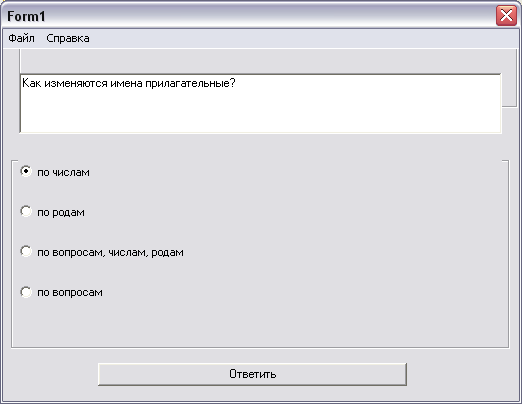 Form1
Файл Справка
Как изменяются имена прилагательные?
по числам
по родам
по вопросам, числам, родам
по вопросам
Ответить